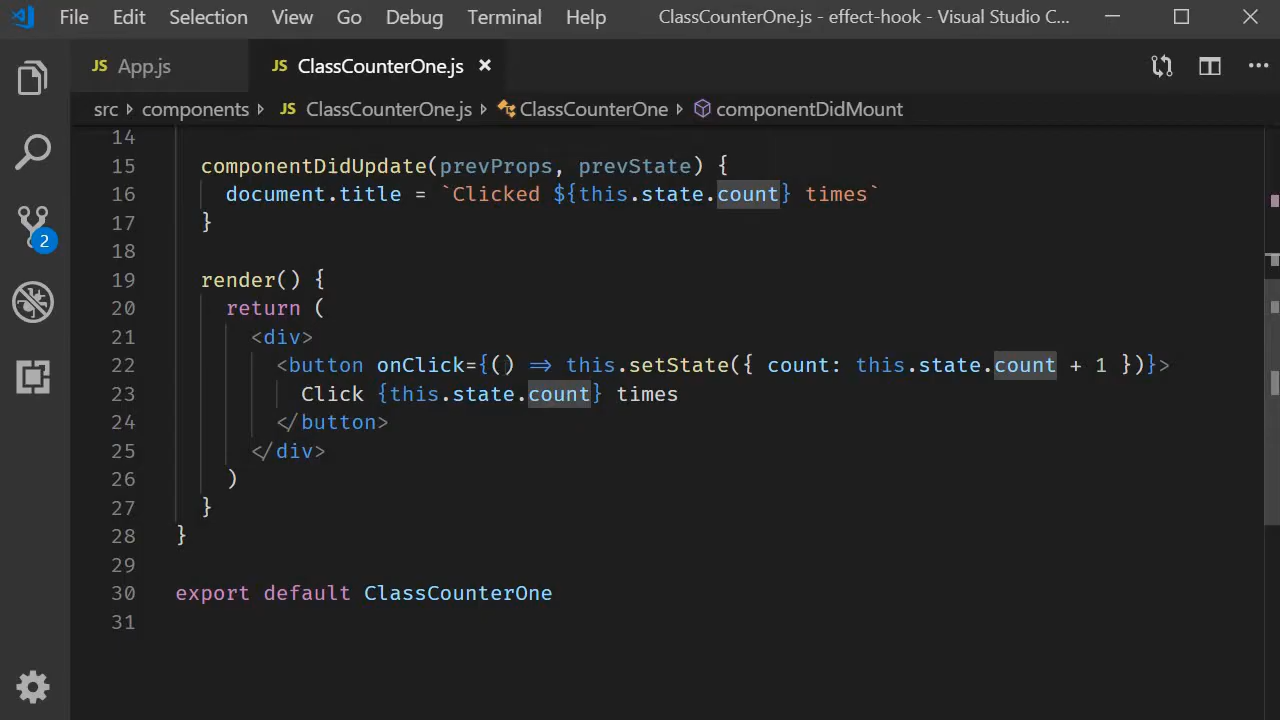 File Edit Selection View Go Debug Terminal Help ClassCounterOne.js - effect-hook - Visual Studio C...
JS App.js JS ClassCounterOne.js ×
src > components > JS ClassCounterOne.js > ClassCounterOne > componentDidMount
14
15 componentDidUpdate(prevProps, prevState) {
16 document.title = `Clicked ${this.state.count} times`
17 }
18
19 render() {
20 return (
21 <div>
22 <button onClick={() => this.setState({ count: this.state.count + 1 })}>
23 Click {this.state.count} times
24 </button>
25 </div>
26 )
27 }
28 }
29
30 export default ClassCounterOne
31
2